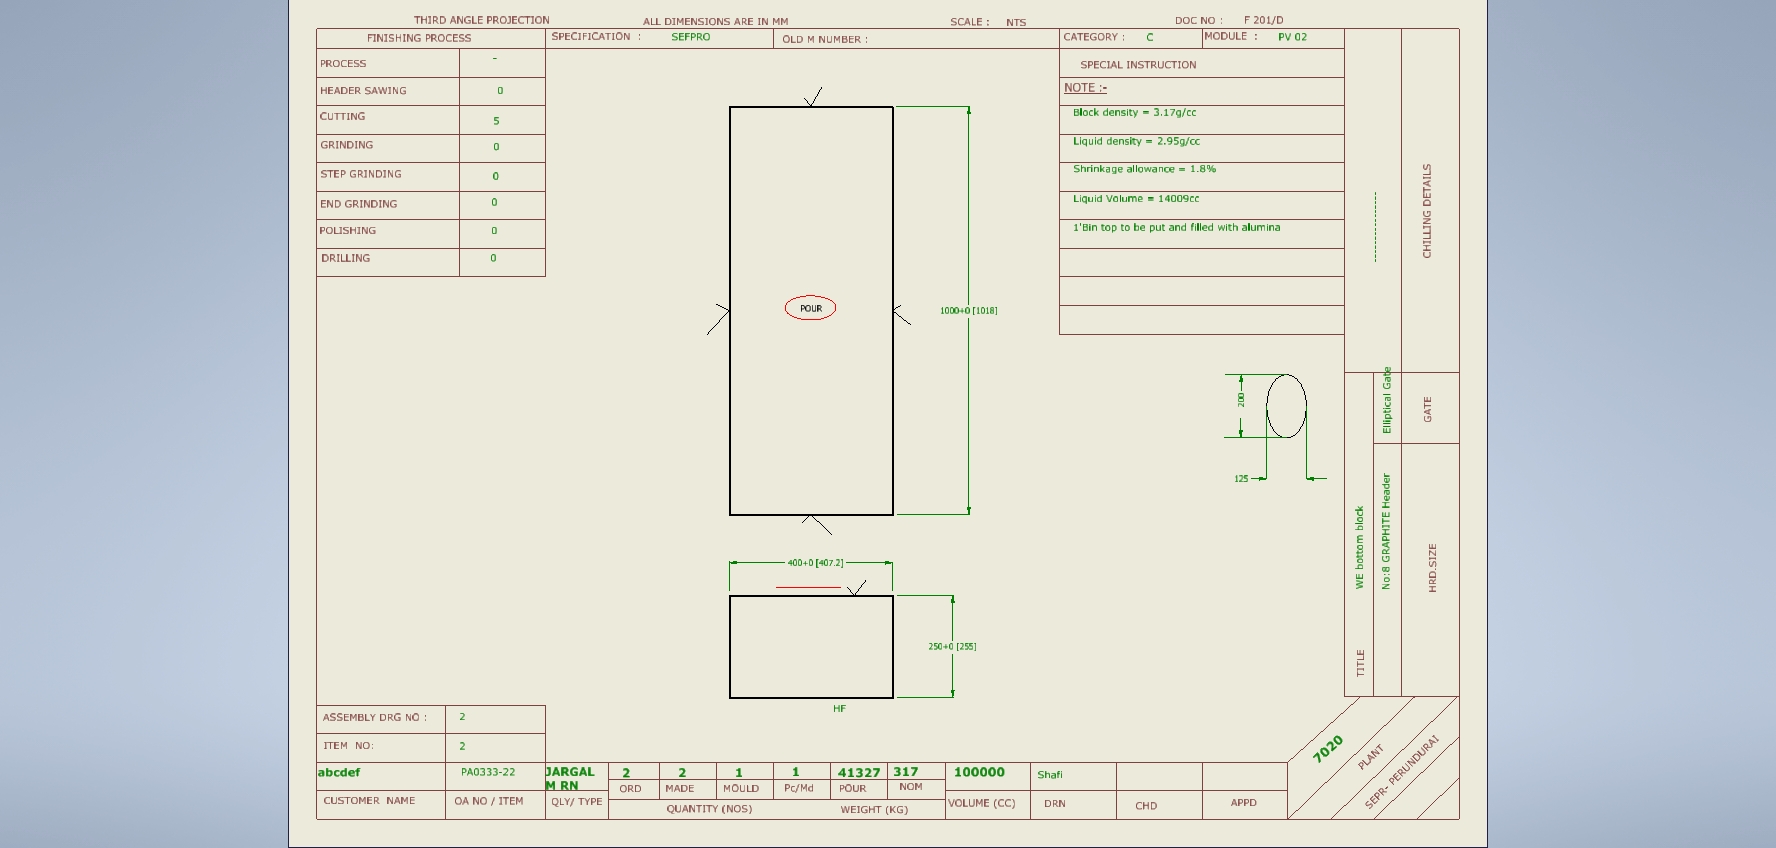 THIRD ANGLE PROJECTION ALL DIMENSIONS ARE IN MM SCALE : NTS DOC NO : F 201/D
FINISHING PROCESS SPECIFICATION : SEFPRO OLD M NUMBER : CATEGORY : C MODULE : PV 02
PROCESS -
HEADER SAWING 0
CUTTING 5
GRINDING 0
STEP GRINDING 0
END GRINDING 0
POLISHING 0
DRILLING 0
SPECIAL INSTRUCTION
NOTE :-
Block density = 3.17g/cc
Liquid density = 2.95g/cc
Shrinkage allowance = 1.8%
Liquid Volume = 14009cc
1'Bin top to be put and filled with alumina
CHILLING DETAILS
POUR
1000+0 [1018]
200
125
Elliptical Gate
GATE
400+0 [407.2]
250+0 [255]
HF
WE bottom block
TITLE
No:8 GRAPHITE Header
HRD.SIZE
ASSEMBLY DRG NO : 2
ITEM NO: 2
abcdef PA0333-22 JARGAL 2 2 1 1 41327 317 100000 Shafi
M RN
CUSTOMER NAME OA NO / ITEM QLY/ TYPE ORD MADE MOULD Pc/Md POUR NOM VOLUME (CC) DRN CHD APPD
QUANTITY (NOS) WEIGHT (KG)
7020
PLANT
SEPR- PERUNDURAI